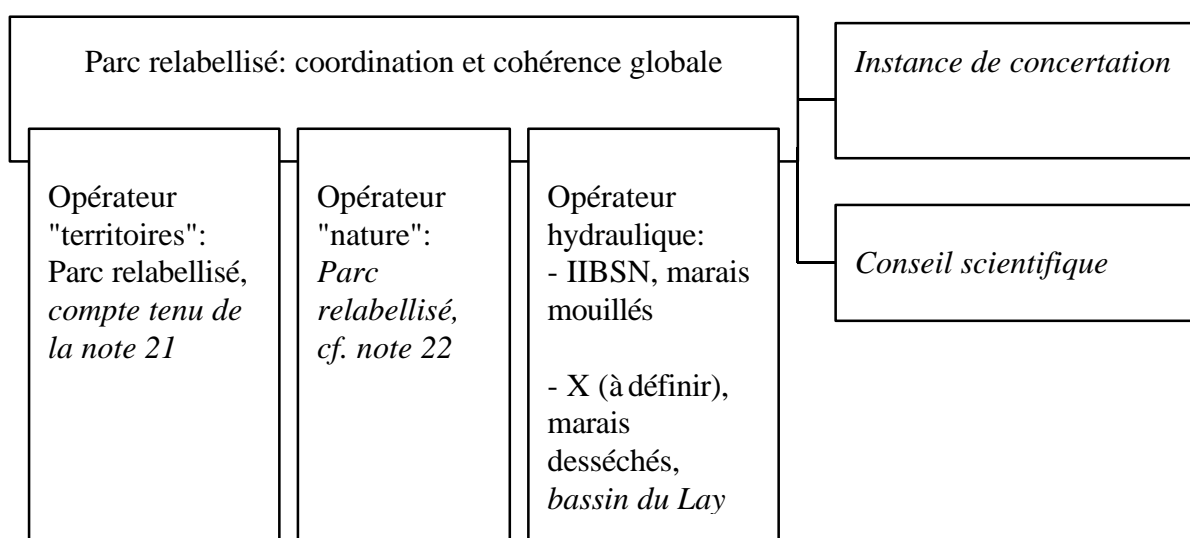 Parc relabellisé: coordination et cohérence globale
Instance de concertation
Opérateur
"territoires":
Parc relabellisé,
compte tenu de
la note 21
Opérateur
"nature":
Parc
relabellisé,
cf. note 22
Opérateur
hydraulique:
- IIBSN, marais
mouillés
- X (à définir),
marais
desséchés,
bassin du Lay
Conseil scientifique